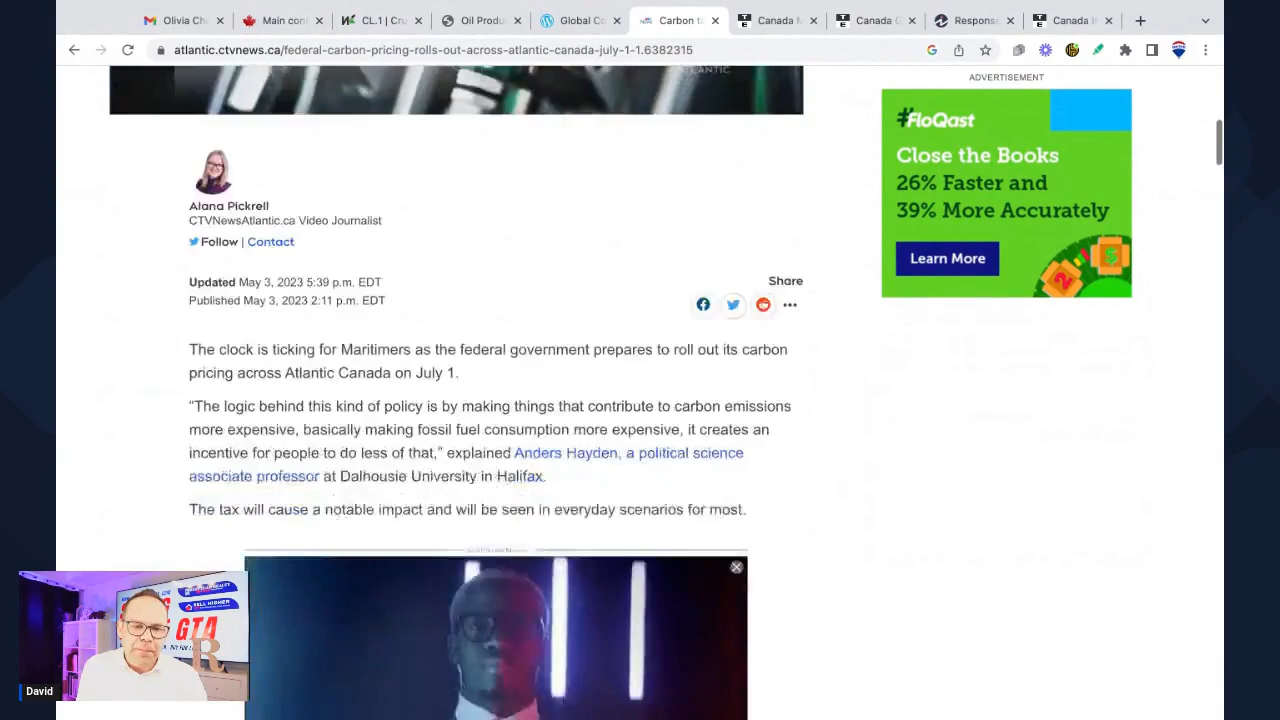 Olivia Ch
Main con
CL.1 | Cru
Oil Produ
Global Co
Carbon ta
Canada M
Canada G
Response
Canada I
atlantic.ctvnews.ca/federal-carbon-pricing-rolls-out-across-atlantic-canada-july-1-1.6382315
ATLANTIC
ADVERTISEMENT
#FloQast
Close the Books
26% Faster and
39% More Accurately
Learn More
Alana Pickrell
CTVNewsAtlantic.ca Video Journalist
Follow | Contact
Updated May 3, 2023 5:39 p.m. EDT
Published May 3, 2023 2:11 p.m. EDT
Share
The clock is ticking for Maritimers as the federal government prepares to roll out its carbon
pricing across Atlantic Canada on July 1.
“The logic behind this kind of policy is by making things that contribute to carbon emissions
more expensive, basically making fossil fuel consumption more expensive, it creates an
incentive for people to do less of that,” explained Anders Hayden, a political science
associate professor at Dalhousie University in Halifax.
The tax will cause a notable impact and will be seen in everyday scenarios for most.
SELL HIGHER
GTA
R
David